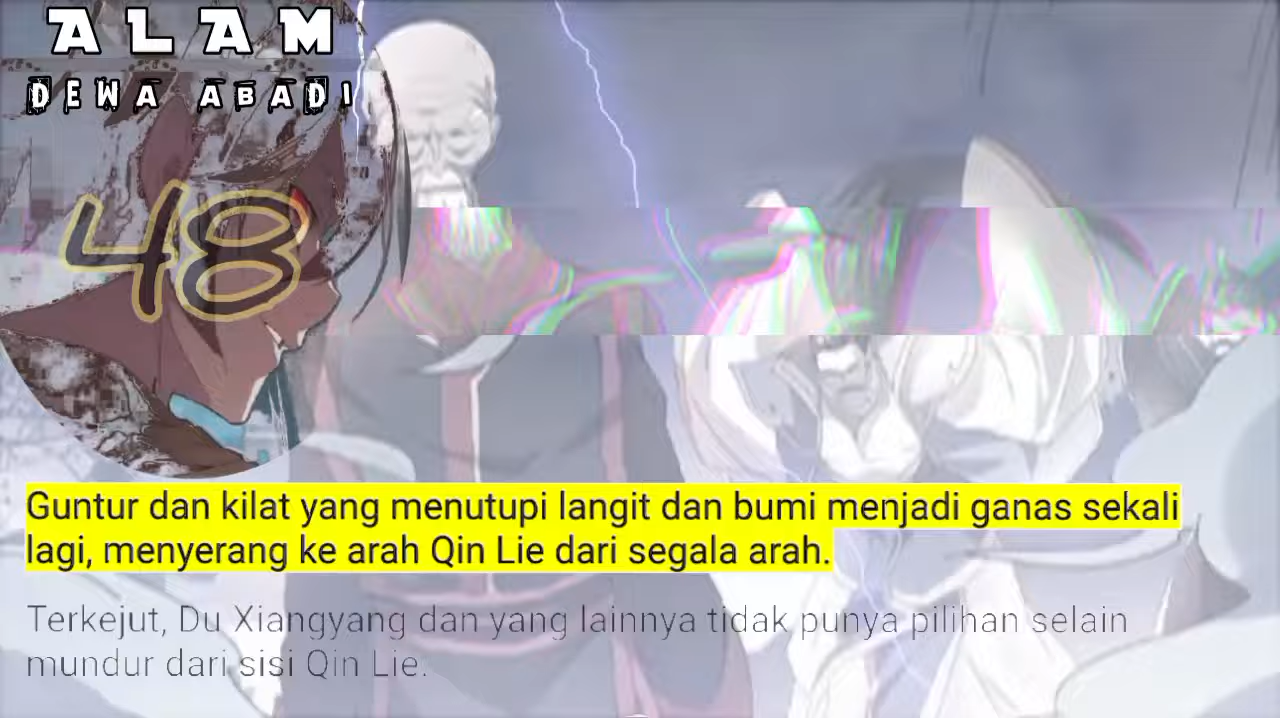 ALAM
DEWA ABADI
48
Guntur dan kilat yang menutupi langit dan bumi menjadi ganas sekali
lagi, menyerang ke arah Qin Lie dari segala arah.
Terkejut, Du Xiangyang dan yang lainnya tidak punya pilihan selain
mundur dari sisi Qin Lie.